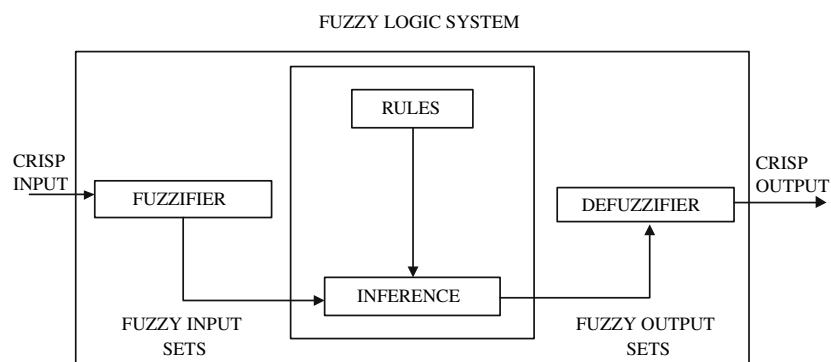 FUZZY LOGIC SYSTEM
RULES
CRISP
INPUT
FUZZIFIER
CRISP
OUTPUT
DEFUZZIFIER
INFERENCE
FUZZY INPUT
SETS
FUZZY OUTPUT
SETS